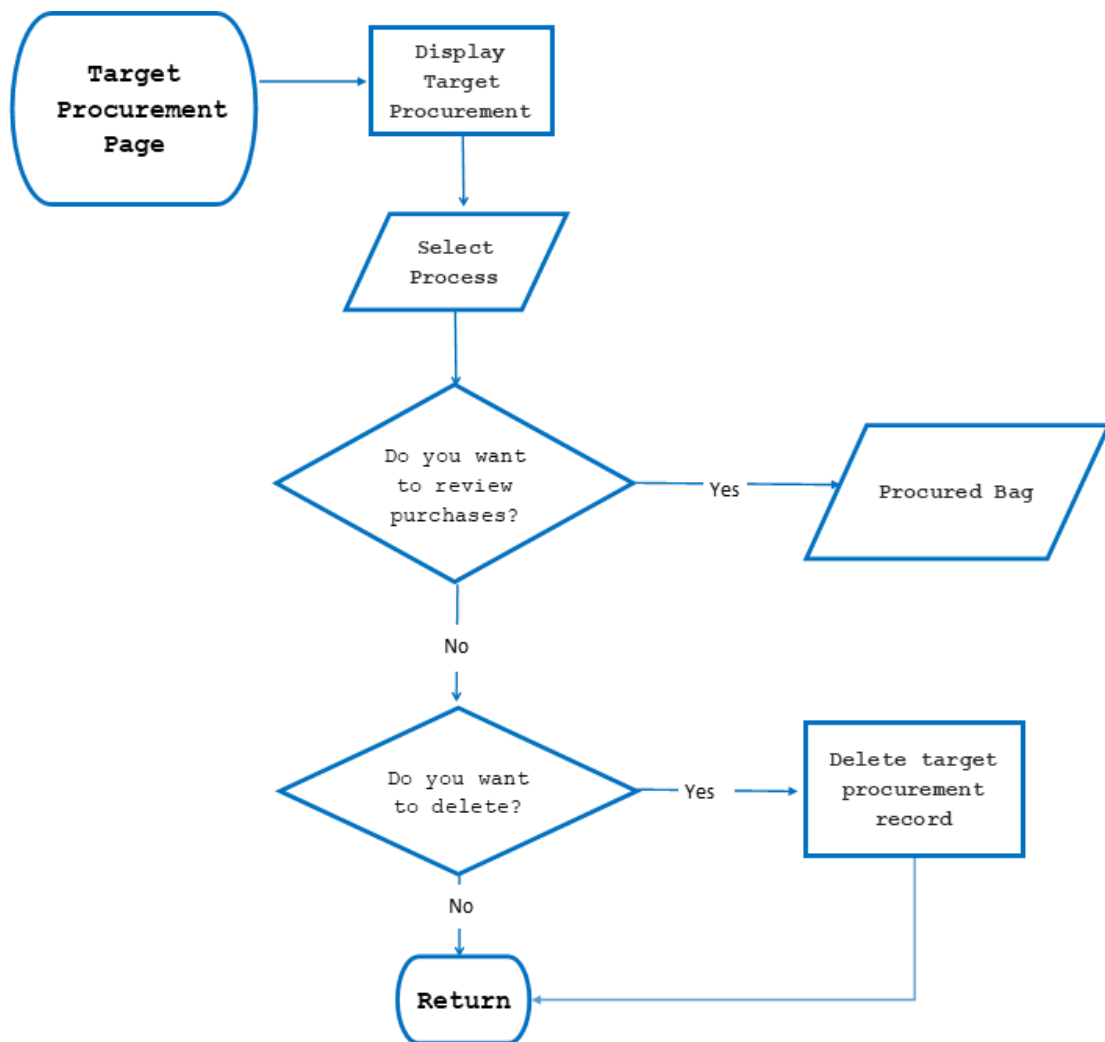 Target
Procurement
Page
Display
Target
Procurement
Select
Process
Do you want
to review
purchases?
Yes
Procured Bag
No
Do you want
to delete?
Yes
Delete target
procurement
record
No
Return